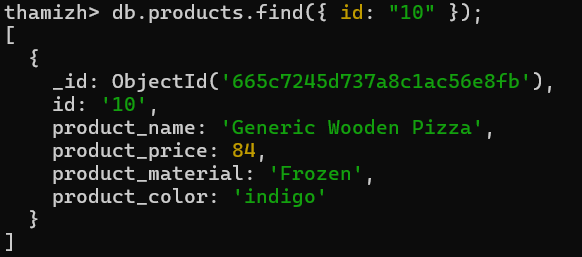 thamizh> db.products.find({ id: "10" });
[
  {
    _id: ObjectId('665c7245d737a8c1ac56e8fb'),
    id: '10',
    product_name: 'Generic Wooden Pizza',
    product_price: 84,
    product_material: 'Frozen',
    product_color: 'indigo'
  }
]